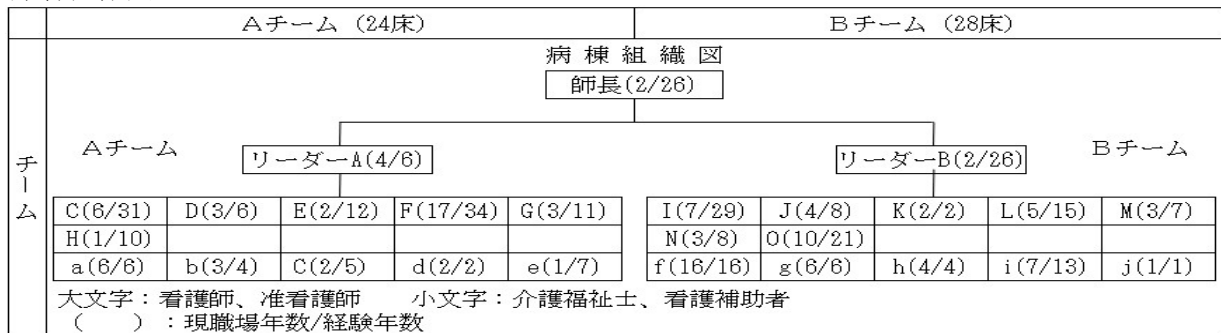 Aチーム (24床) Bチーム (28床)
病棟組織図
師長(2/26)
Aチーム Bチーム
リーダーA(4/6) リーダーB(2/26)
チーム
C(6/31) D(3/6) E(2/12) F(17/34) G(3/11) I(7/29) J(4/8) K(2/2) L(5/15) M(3/7)
H(1/10) N(3/8) O(10/21)
a(6/6) b(3/4) C(2/5) d(2/2) e(1/7) f(16/16) g(6/6) h(4/4) i(7/13) j(1/1)
大文字：看護師、准看護師 小文字：介護福祉士、看護補助者
( )：現職場年数/経験年数